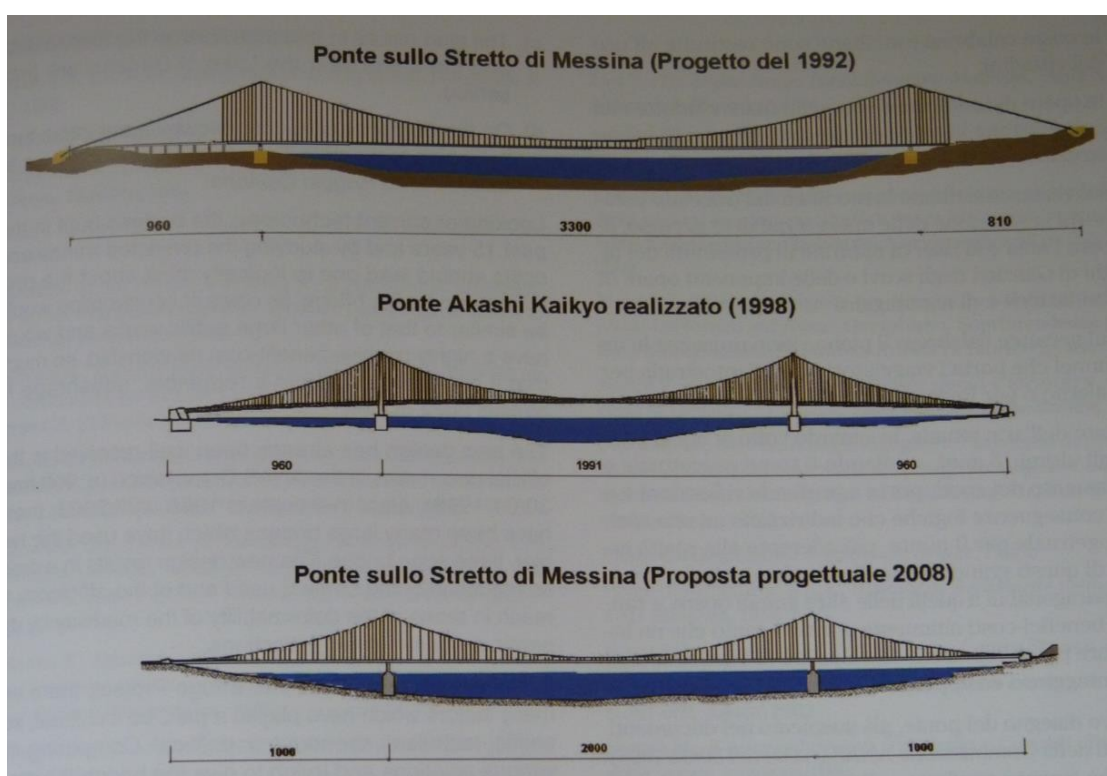 Ponte sullo Stretto di Messina (Progetto del 1992)
960 3300 810
Ponte Akashi Kaikyo realizzato (1998)
960 1991 960
Ponte sullo Stretto di Messina (Proposta progettuale 2008)
1000 2000 1000